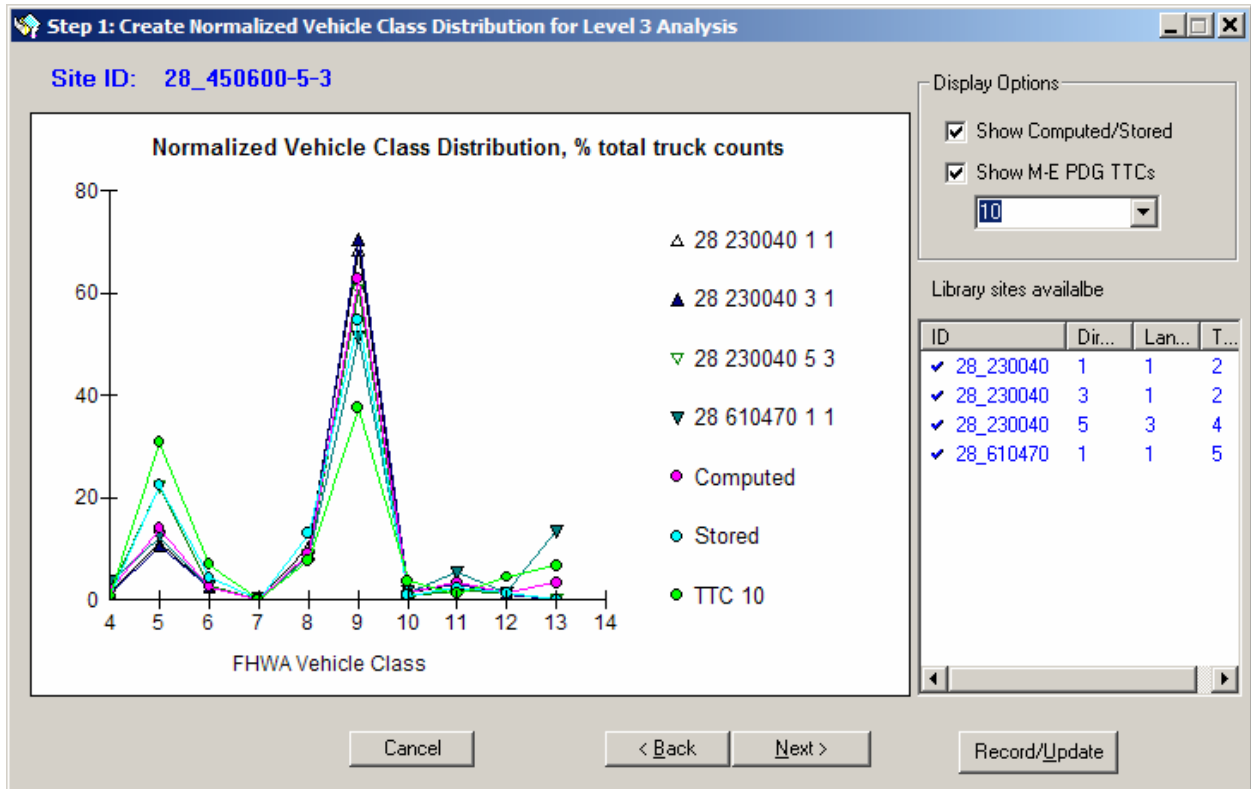 Step 1: Create Normalized Vehicle Class Distribution for Level 3 Analysis
Site ID: 28_450600-5-3
Normalized Vehicle Class Distribution, % total truck counts
80
60
40
20
0
4 5 6 7 8 9 10 11 12 13 14
FHWA Vehicle Class
28 230040 1 1
28 230040 3 1
28 230040 5 3
28 610470 1 1
Computed
Stored
TTC 10
Display Options
Show Computed/Stored
Show M-E PDG TTCs
10
Library sites availalbe
ID Dir... Lan... T...
28_230040 1 1 2
28_230040 3 1 2
28_230040 5 3 4
28_610470 1 1 5
Cancel
< Back
Next >
Record/Update